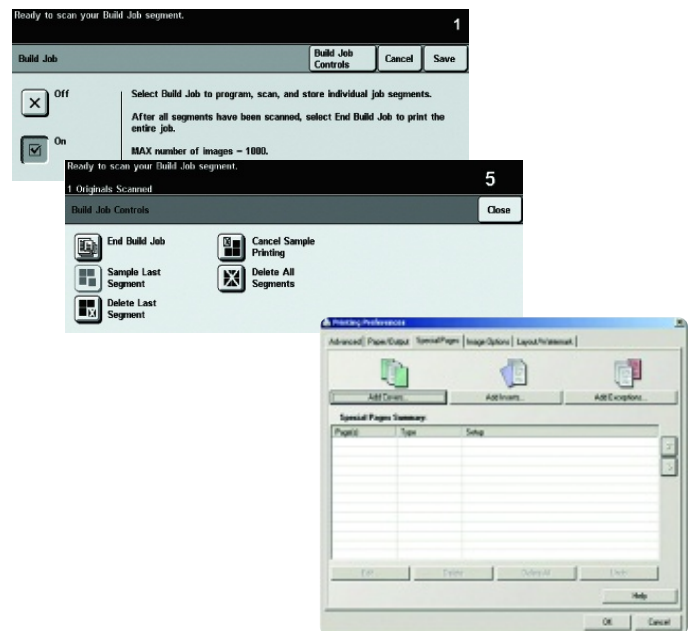 Ready to scan your Build Job segment.
1
Build Job
Build Job Controls
Cancel
Save
Off
On
Select Build Job to program, scan, and store individual job segments.
After all segments have been scanned, select End Build Job to print the
entire job.
MAX number of images – 1000.
Ready to scan your Build Job segment.
1 Originals Scanned
5
Build Job Controls
Close
End Build Job
Cancel Sample
Printing
Sample Last
Segment
Delete All
Segments
Delete Last
Segment
Printing Preferences
Advanced Paper/Output Special Pages Image Options Layout/Watermark
Add Covers... Add Inserts... Add Exceptions...
Special Pages Summary:
Page(s) Type Setup
Edit... Delete Delete All Undo
Help
OK Cancel